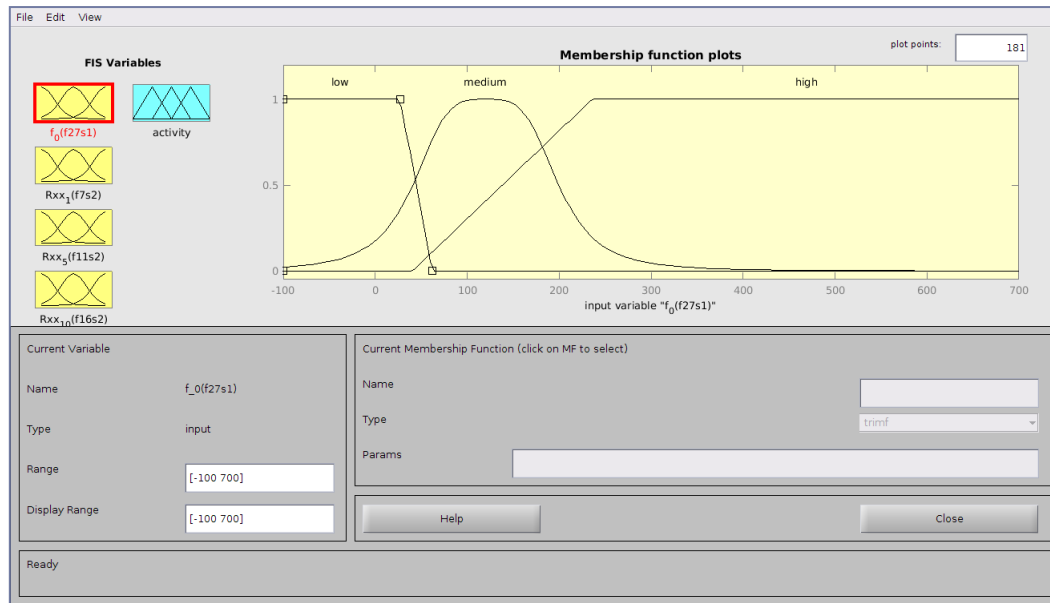 File Edit View
FIS Variables
f0(f27s1)
activity
Rxx1(f7s2)
Rxx5(f11s2)
Rxx10(f16s2)
plot points:
181
Membership function plots
low medium high
1
0.5
0
-100 0 100 200 300 400 500 600 700
input variable "f0(f27s1)"
Current Variable
Name f_0(f27s1)
Type input
Range [-100 700]
Display Range [-100 700]
Current Membership Function (click on MF to select)
Name
Type trimf
Params
Help Close
Ready